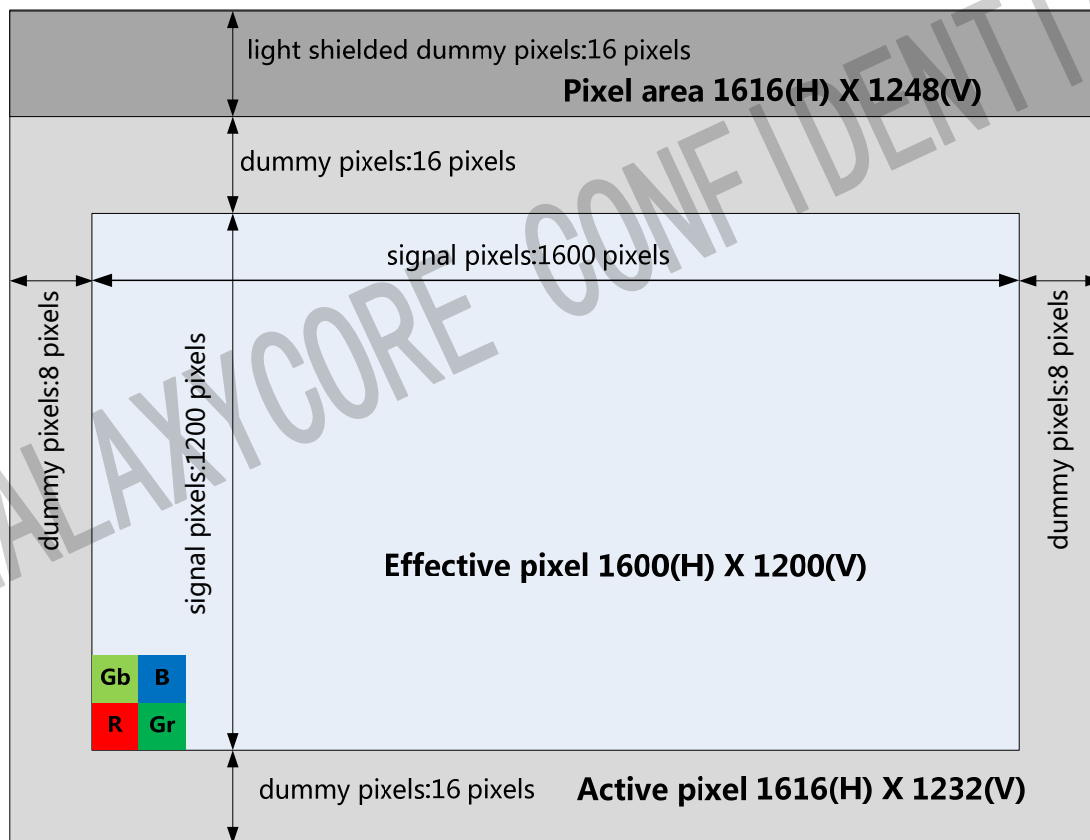 light shielded dummy pixels:16 pixels
Pixel area 1616(H) X 1248(V)
dummy pixels:16 pixels
signal pixels:1600 pixels
dummy pixels:8 pixels
signal pixels:1200 pixels
dummy pixels:8 pixels
Effective pixel 1600(H) X 1200(V)
Gb B
R Gr
dummy pixels:16 pixels
Active pixel 1616(H) X 1232(V)
ALAXYCORE CONFIDENTI